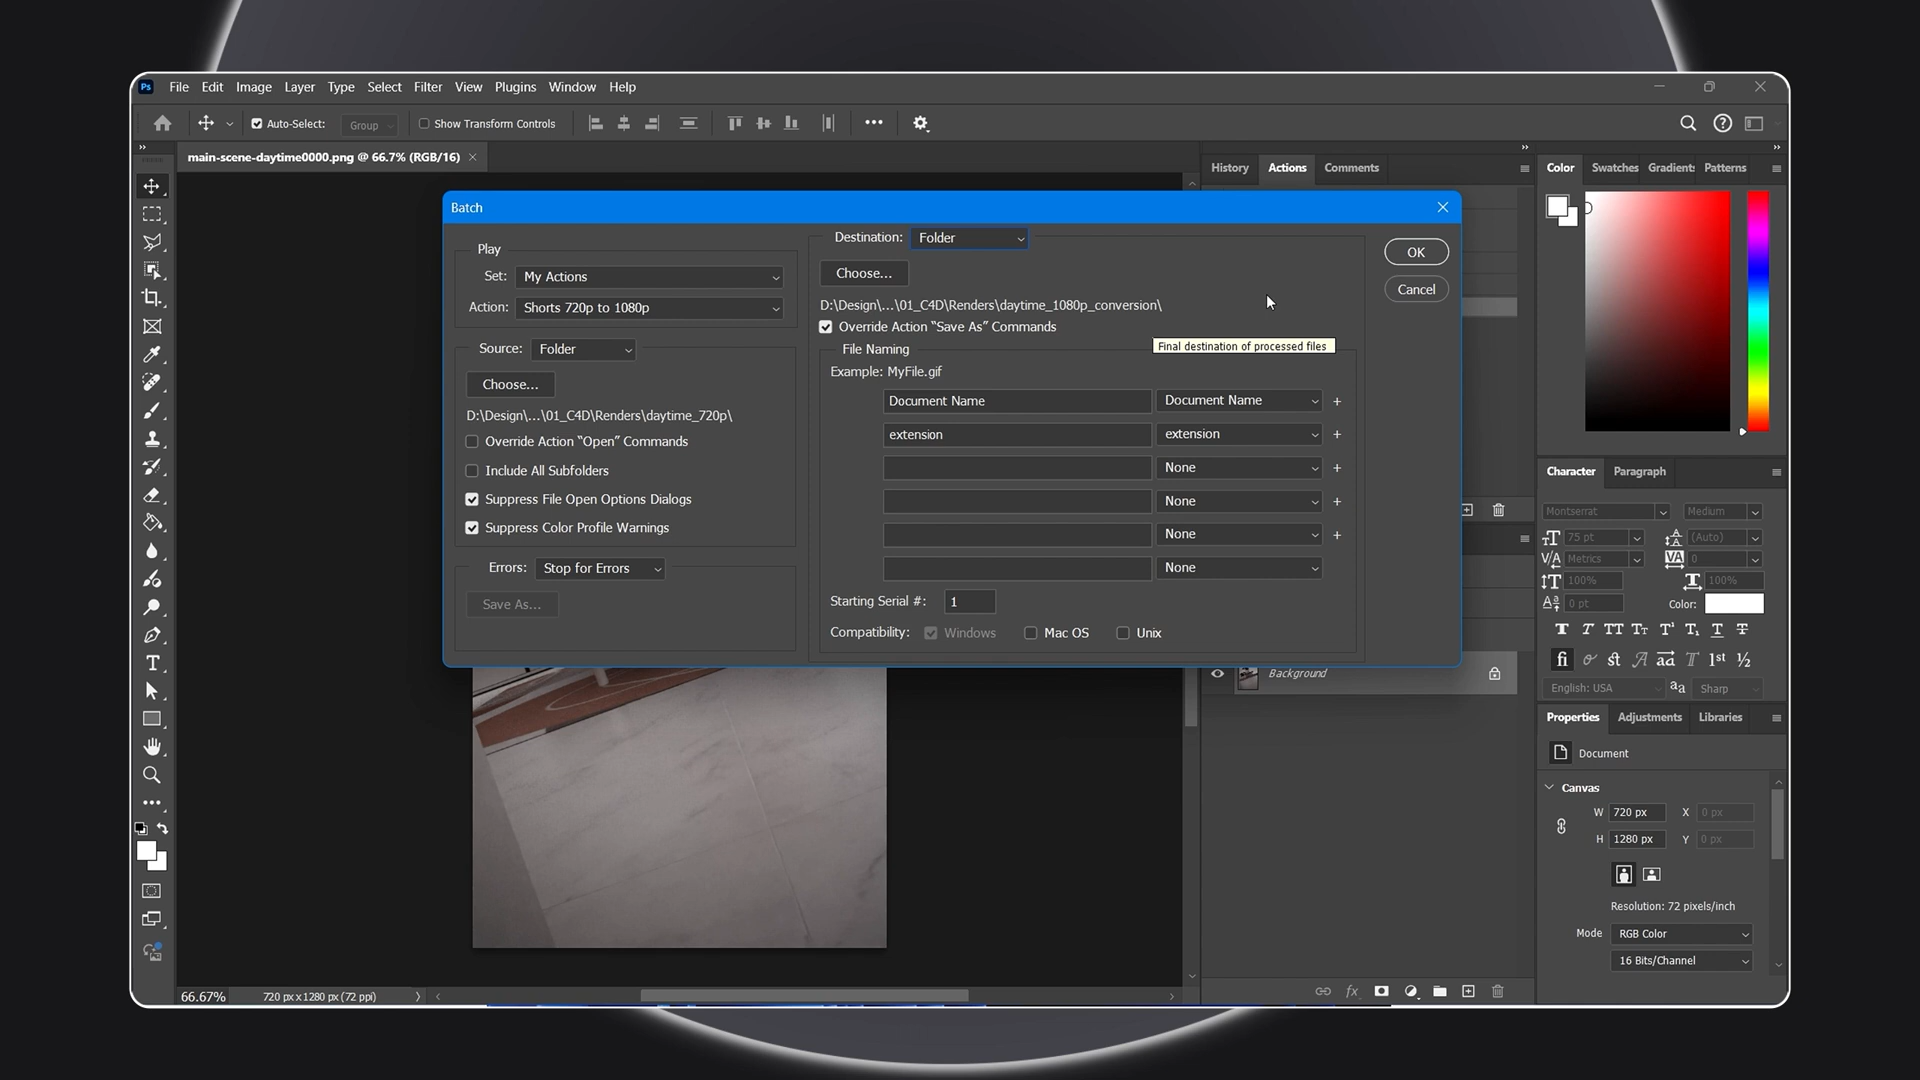 Ps File Edit Image Layer Type Select Filter View Plugins Window Help
Auto-Select: Group Show Transform Controls
main-scene-daytime0000.png @ 66.7% (RGB/16)
History Actions Comments
Color Swatches Gradients Patterns
Batch
Play
Set: My Actions
Action: Shorts 720p to 1080p
Source: Folder
Choose...
D:\Design\...\01_C4D\Renders\daytime_720p\
Override Action “Open” Commands
Include All Subfolders
Suppress File Open Options Dialogs
Suppress Color Profile Warnings
Errors: Stop for Errors
Save As...
Destination: Folder
Choose...
D:\Design\...\01_C4D\Renders\daytime_1080p_conversion\
Override Action “Save As” Commands
Final destination of processed files
File Naming
Example: MyFile.gif
Document Name Document Name +
extension extension +
None +
None +
None +
None
Starting Serial #: 1
Compatibility: Windows Mac OS Unix
OK
Cancel
Background
Character Paragraph
Montserrat Medium
75 pt (Auto)
Metrics 0
100% 100%
0 pt Color:
English: USA aa Sharp
Properties Adjustments Libraries
Document
Canvas
W 720 px X 0 px
H 1280 px Y 0 px
Resolution: 72 pixels/inch
Mode RGB Color
16 Bits/Channel
66.67% 720 px x 1280 px (72 ppi)
fx